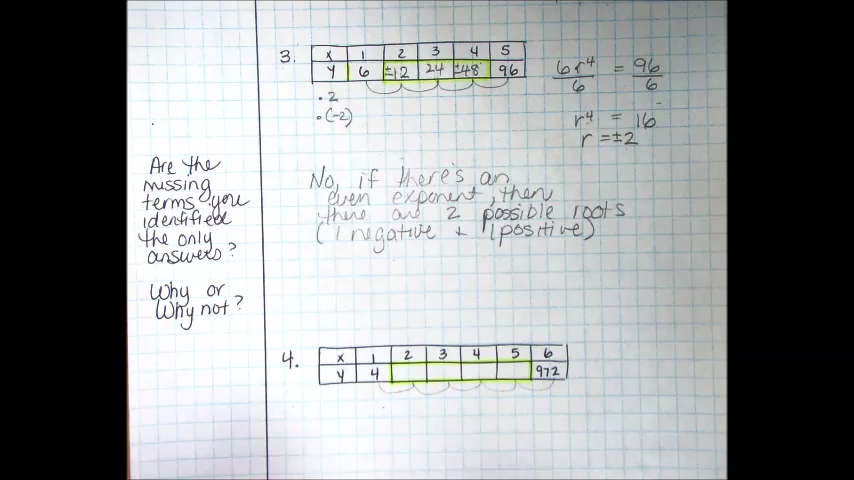 3.
x 1 2 3 4 5
y 6 ±12 24 ±48 96
· 2
· (-2)
6r⁴ = 96
6 6
r⁴ = 16
r = ±2
Are the
missing
terms you
identified
the only
answers?
Why or
Why not?
No, if there's an
even exponent, then
there are 2 possible roots
(1 negative + 1 positive)
4.
x 1 2 3 4 5 6
y 4 972